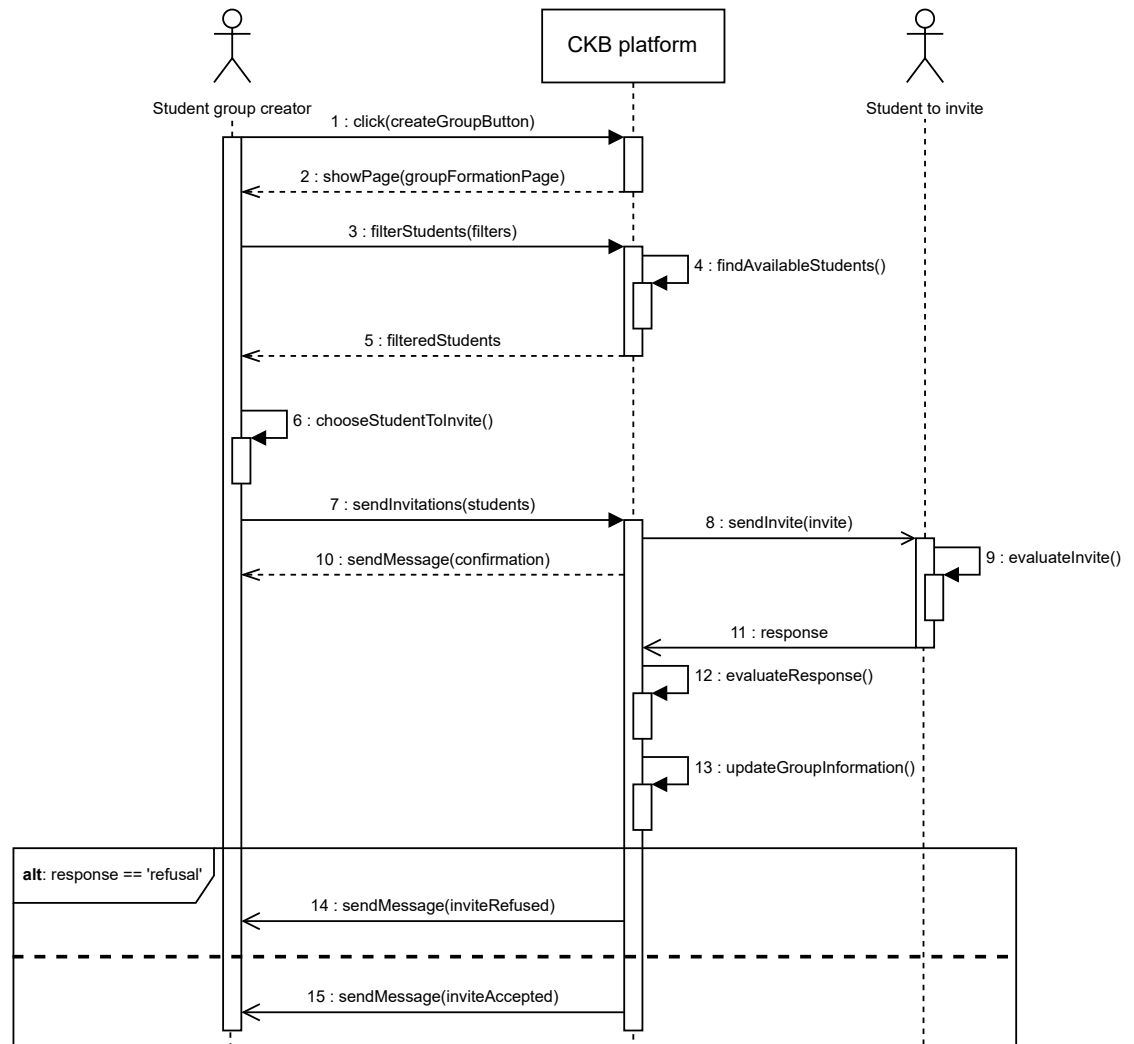 CKB platform
Student group creator
Student to invite
1 : click(createGroupButton)
2 : showPage(groupFormationPage)
3 : filterStudents(filters)
4 : findAvailableStudents()
5 : filteredStudents
6 : chooseStudentToInvite()
7 : sendInvitations(students)
8 : sendInvite(invite)
10 : sendMessage(confirmation)
9 : evaluateInvite()
11 : response
12 : evaluateResponse()
13 : updateGroupInformation()
alt: response == 'refusal'
14 : sendMessage(inviteRefused)
15 : sendMessage(inviteAccepted)